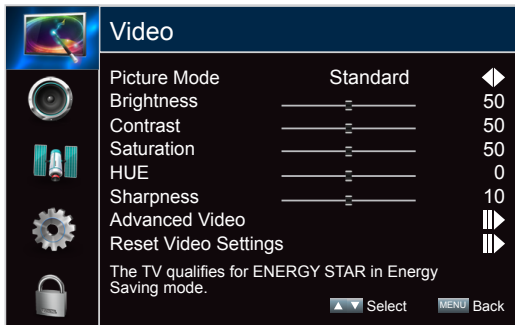 Video
Picture Mode Standard
Brightness 50
Contrast 50
Saturation 50
HUE 0
Sharpness 10
Advanced Video
Reset Video Settings
The TV qualifies for ENERGY STAR in Energy
Saving mode.
Select MENU Back